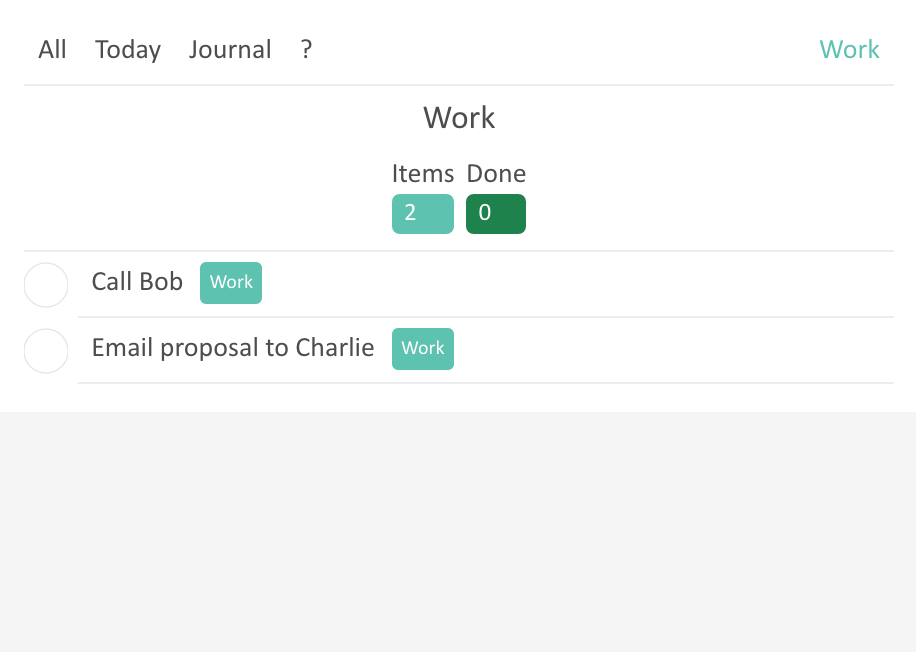 All Today Journal ? Work
Work
Items Done
2 0
Call Bob Work
Email proposal to Charlie Work